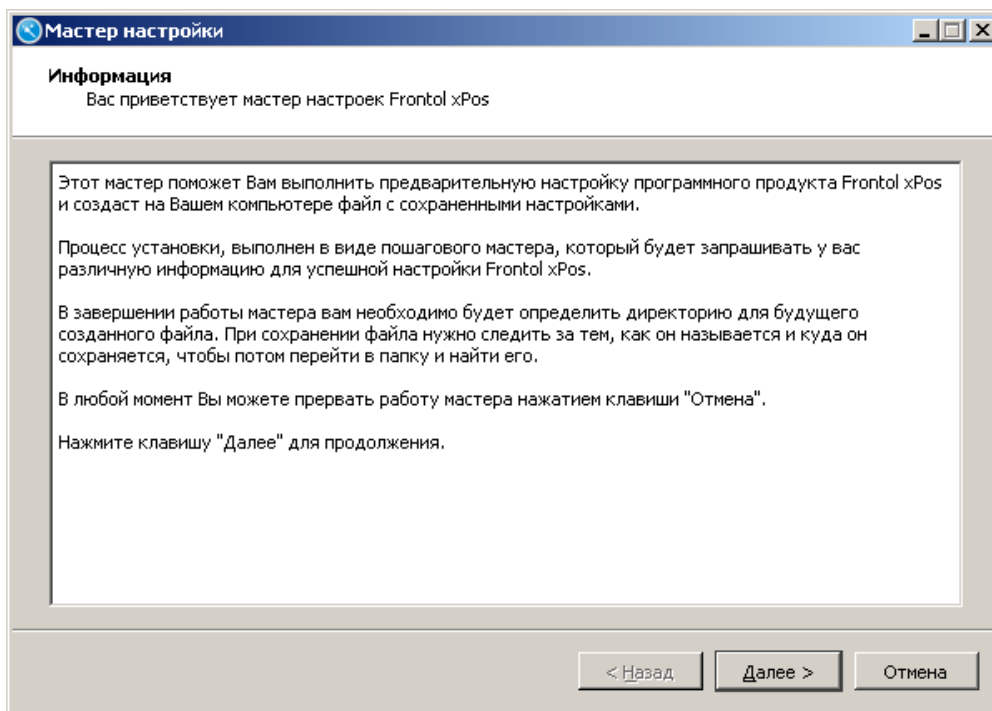 Мастер настройки
Информация
Вас приветствует мастер настроек Frontol xPos
Этот мастер поможет Вам выполнить предварительную настройку программного продукта Frontol xPos
и создаст на Вашем компьютере файл с сохраненными настройками.
Процесс установки, выполнен в виде пошагового мастера, который будет запрашивать у вас
различную информацию для успешной настройки Frontol xPos.
В завершении работы мастера вам необходимо будет определить директорию для будущего
созданного файла. При сохранении файла нужно следить за тем, как он называется и куда он
сохраняется, чтобы потом перейти в папку и найти его.
В любой момент Вы можете прервать работу мастера нажатием клавиши "Отмена".
Нажмите клавишу "Далее" для продолжения.
< Назад
Далее >
Отмена